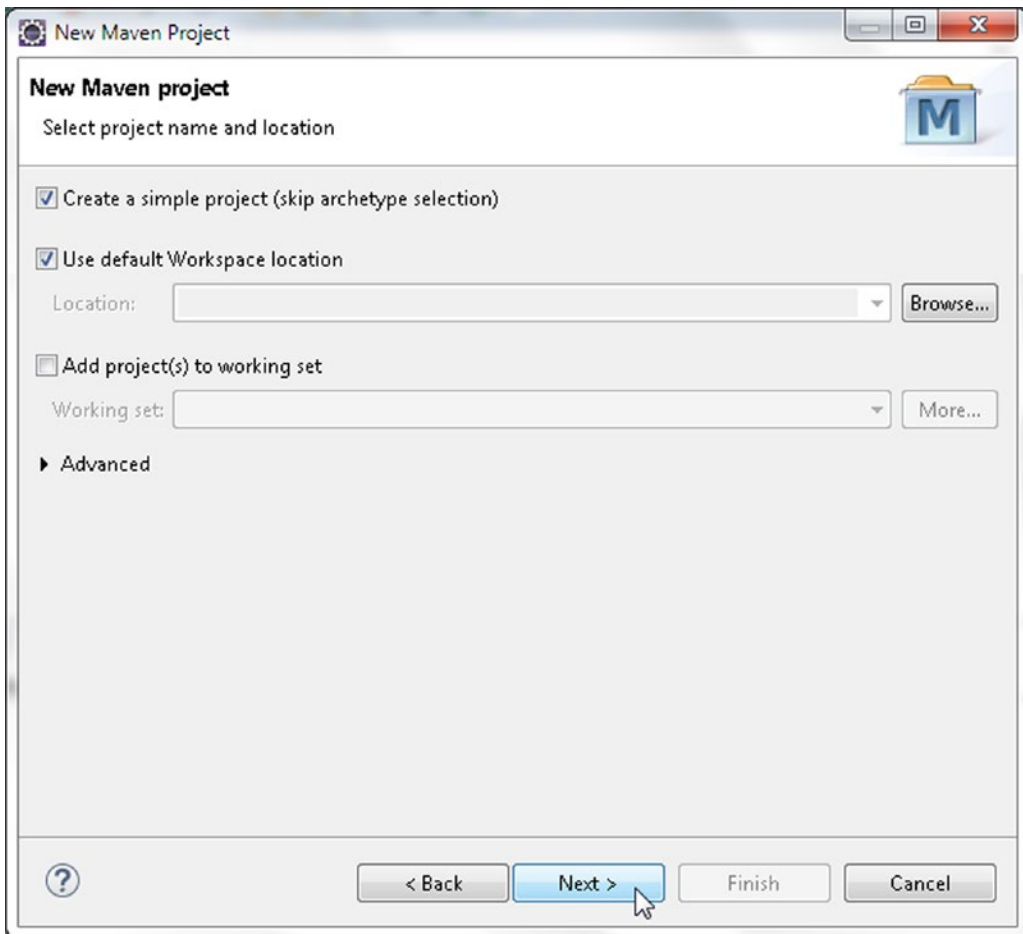 New Maven Project
New Maven project
M
Select project name and location
Create a simple project (skip archetype selection)
Use default Workspace location
Location:
Browse...
Add project(s) to working set
Working set:
More...
Advanced
? < Back Next > Finish Cancel